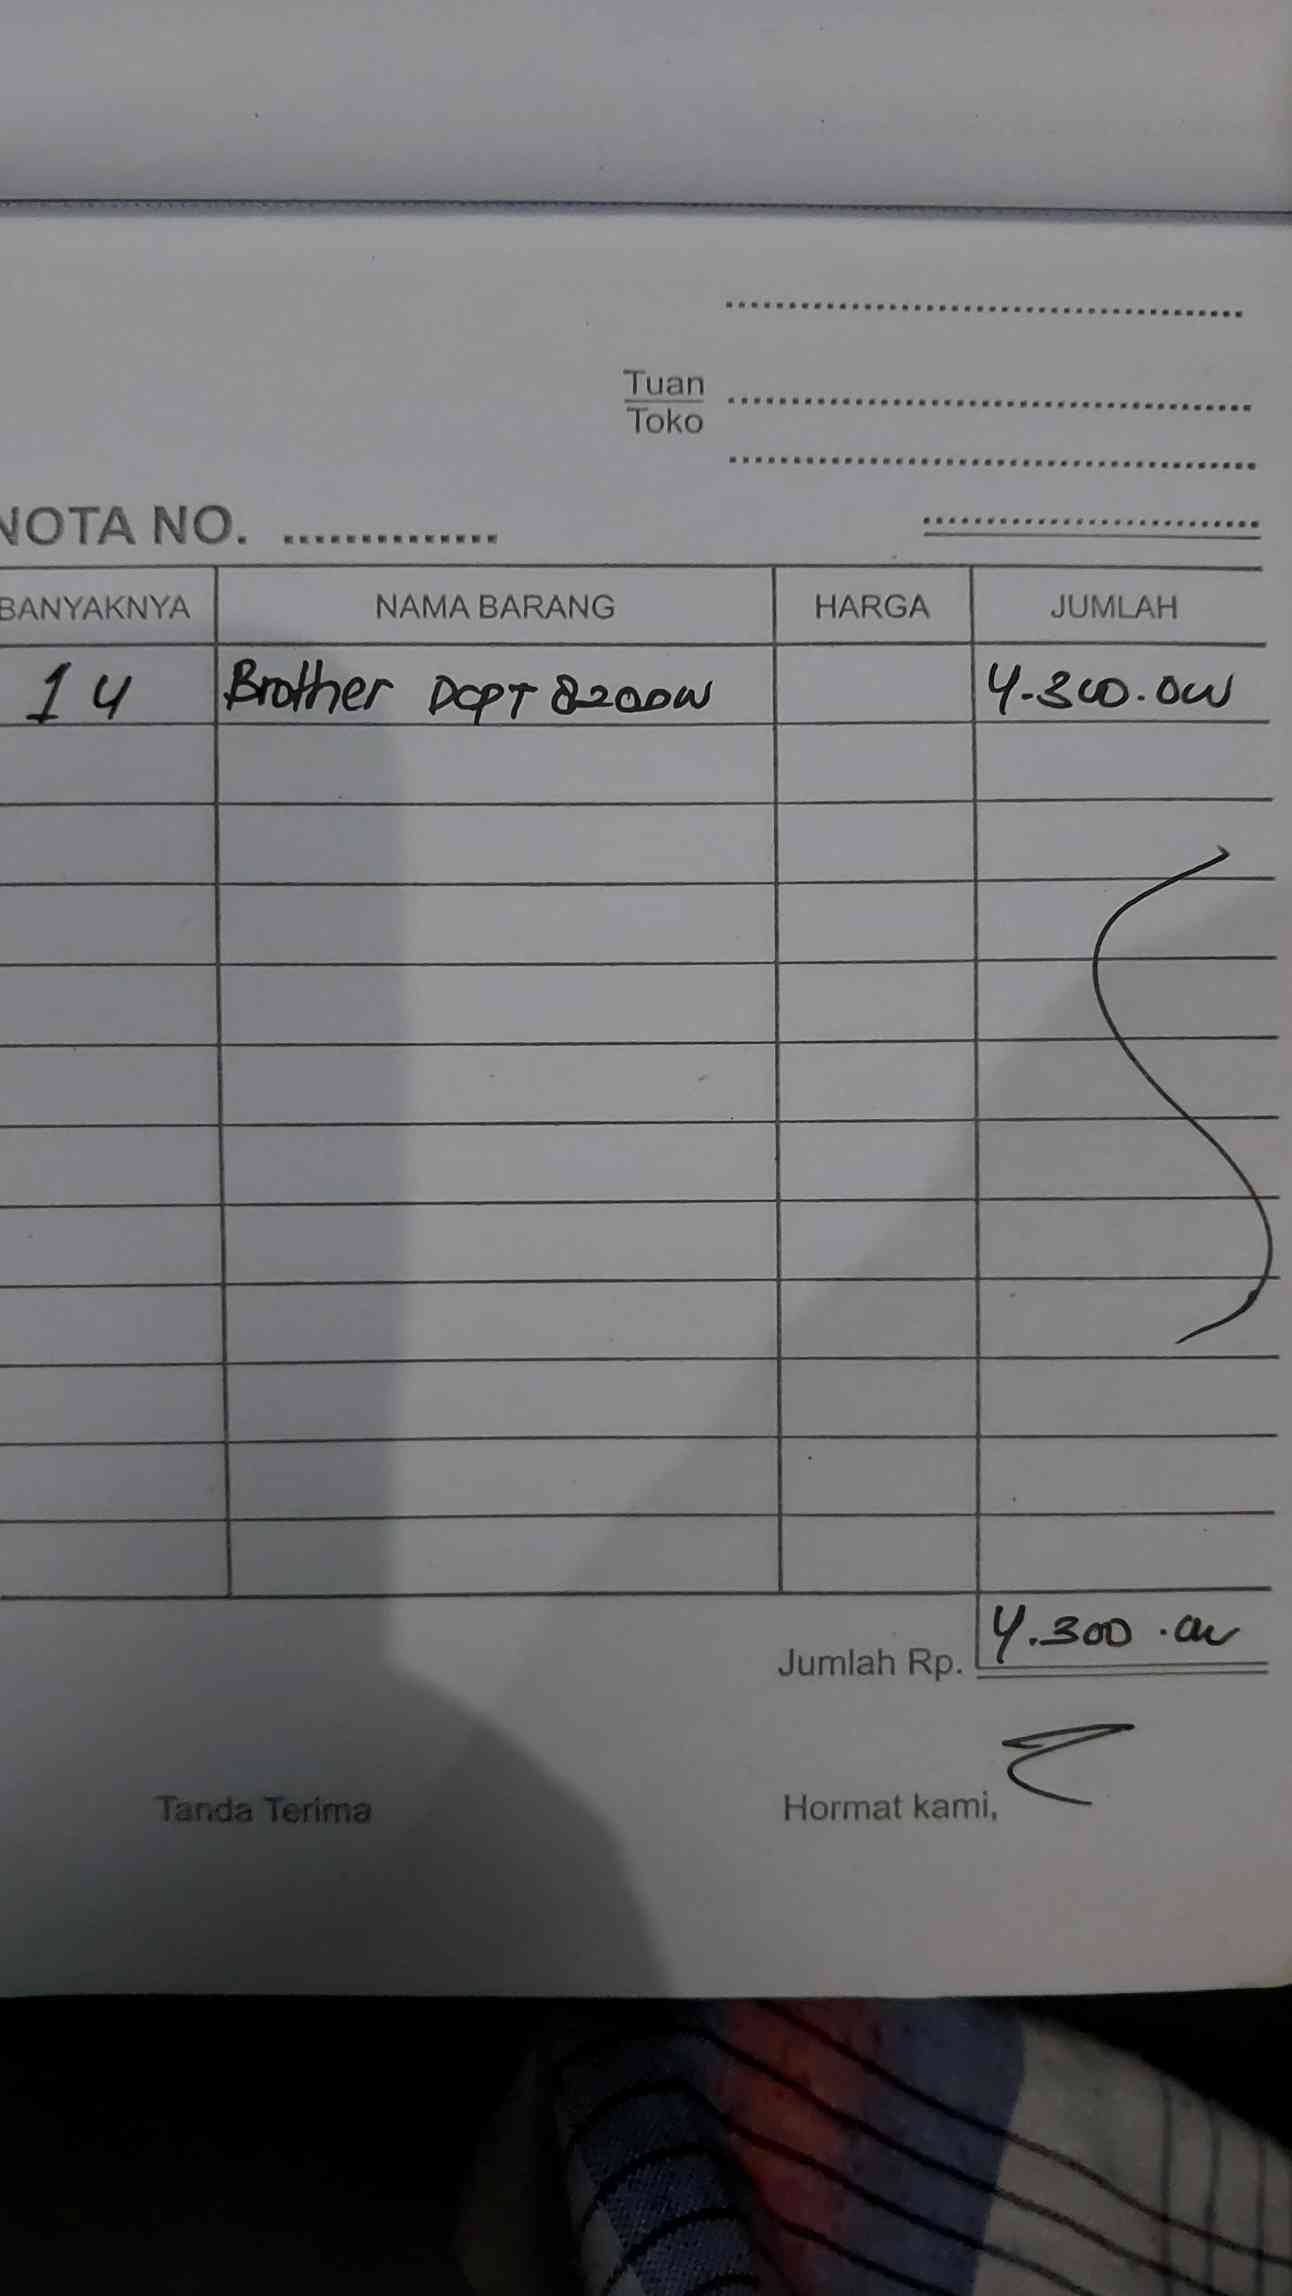 Tuan
Toko
NOTA NO.
BANYAKNYA NAMA BARANG HARGA JUMLAH
1 u Brother DCPT 8200W 4.300.000
Jumlah Rp. 4.300.000
Tanda Terima Hormat kami,